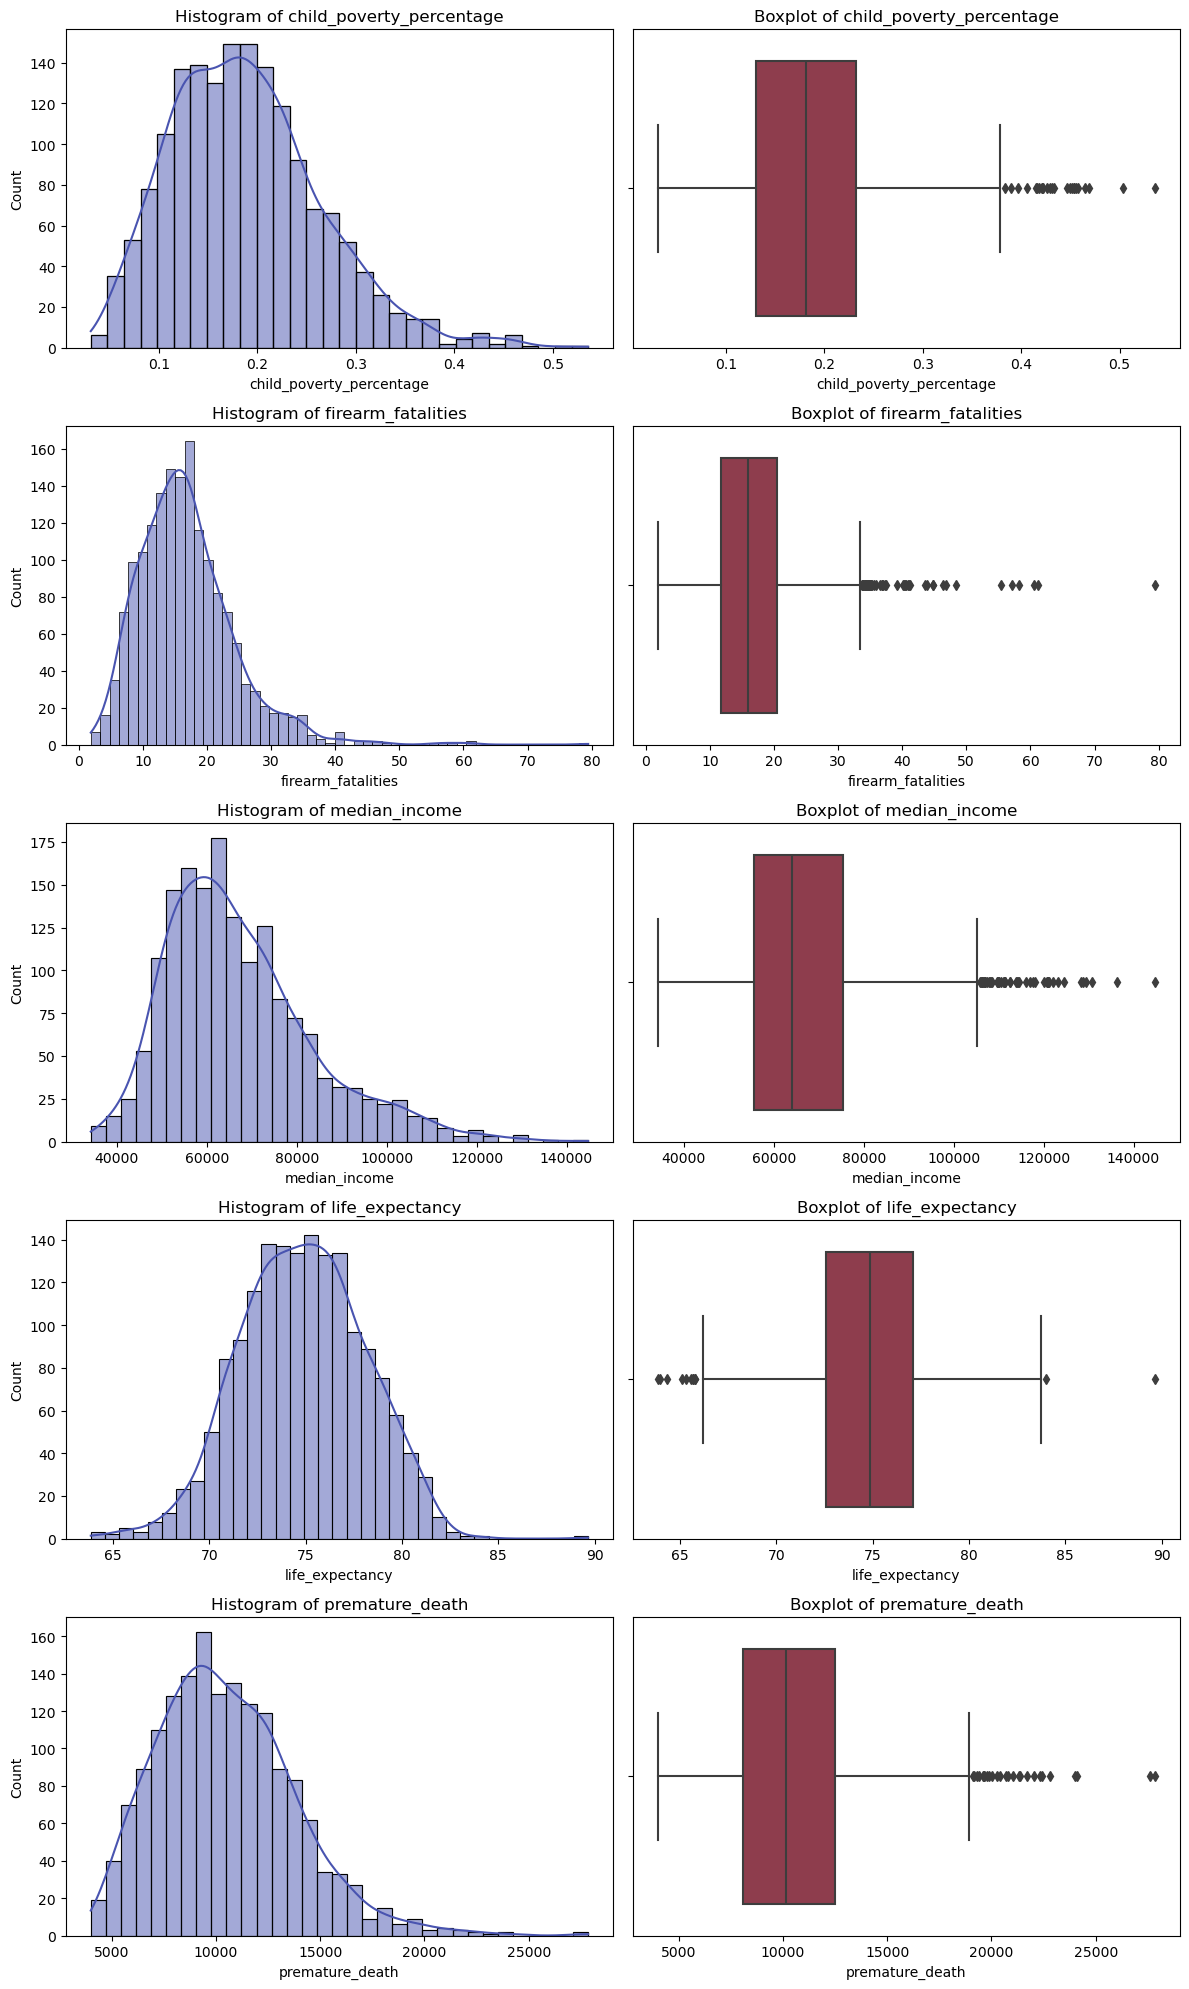 Histogram of child_poverty_percentage
Count
0 20 40 60 80 100 120 140
0.1 0.2 0.3 0.4 0.5
child_poverty_percentage
Boxplot of child_poverty_percentage
0.1 0.2 0.3 0.4 0.5
child_poverty_percentage
Histogram of firearm_fatalities
Count
0 20 40 60 80 100 120 140 160
0 10 20 30 40 50 60 70 80
firearm_fatalities
Boxplot of firearm_fatalities
0 10 20 30 40 50 60 70 80
firearm_fatalities
Histogram of median_income
Count
0 25 50 75 100 125 150 175
40000 60000 80000 100000 120000 140000
median_income
Boxplot of median_income
40000 60000 80000 100000 120000 140000
median_income
Histogram of life_expectancy
Count
0 20 40 60 80 100 120 140
65 70 75 80 85 90
life_expectancy
Boxplot of life_expectancy
65 70 75 80 85 90
life_expectancy
Histogram of premature_death
Count
0 20 40 60 80 100 120 140 160
5000 10000 15000 20000 25000
premature_death
Boxplot of premature_death
5000 10000 15000 20000 25000
premature_death